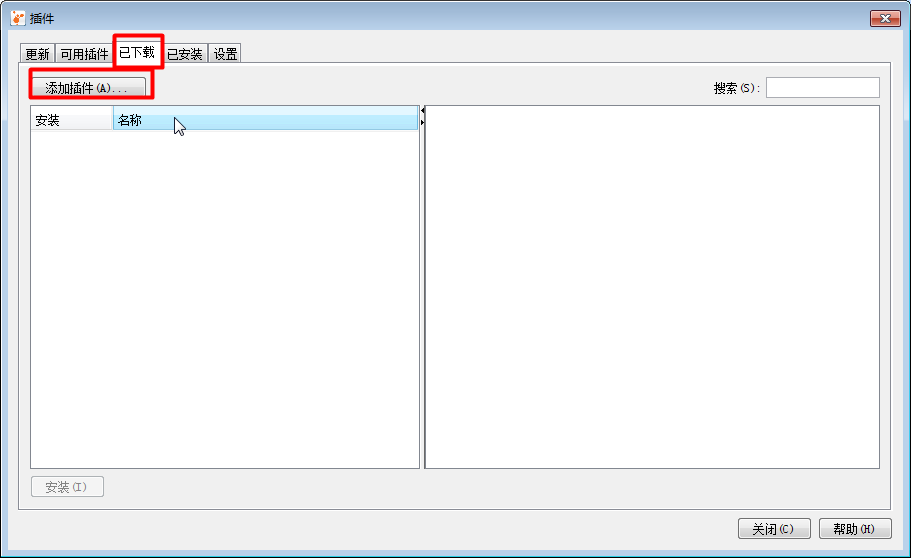 插件
更新 可用插件 已下载 已安装 设置
添加插件(A)... 搜索(S):
安装 名称
安装(I)
关闭(C) 帮助(H)